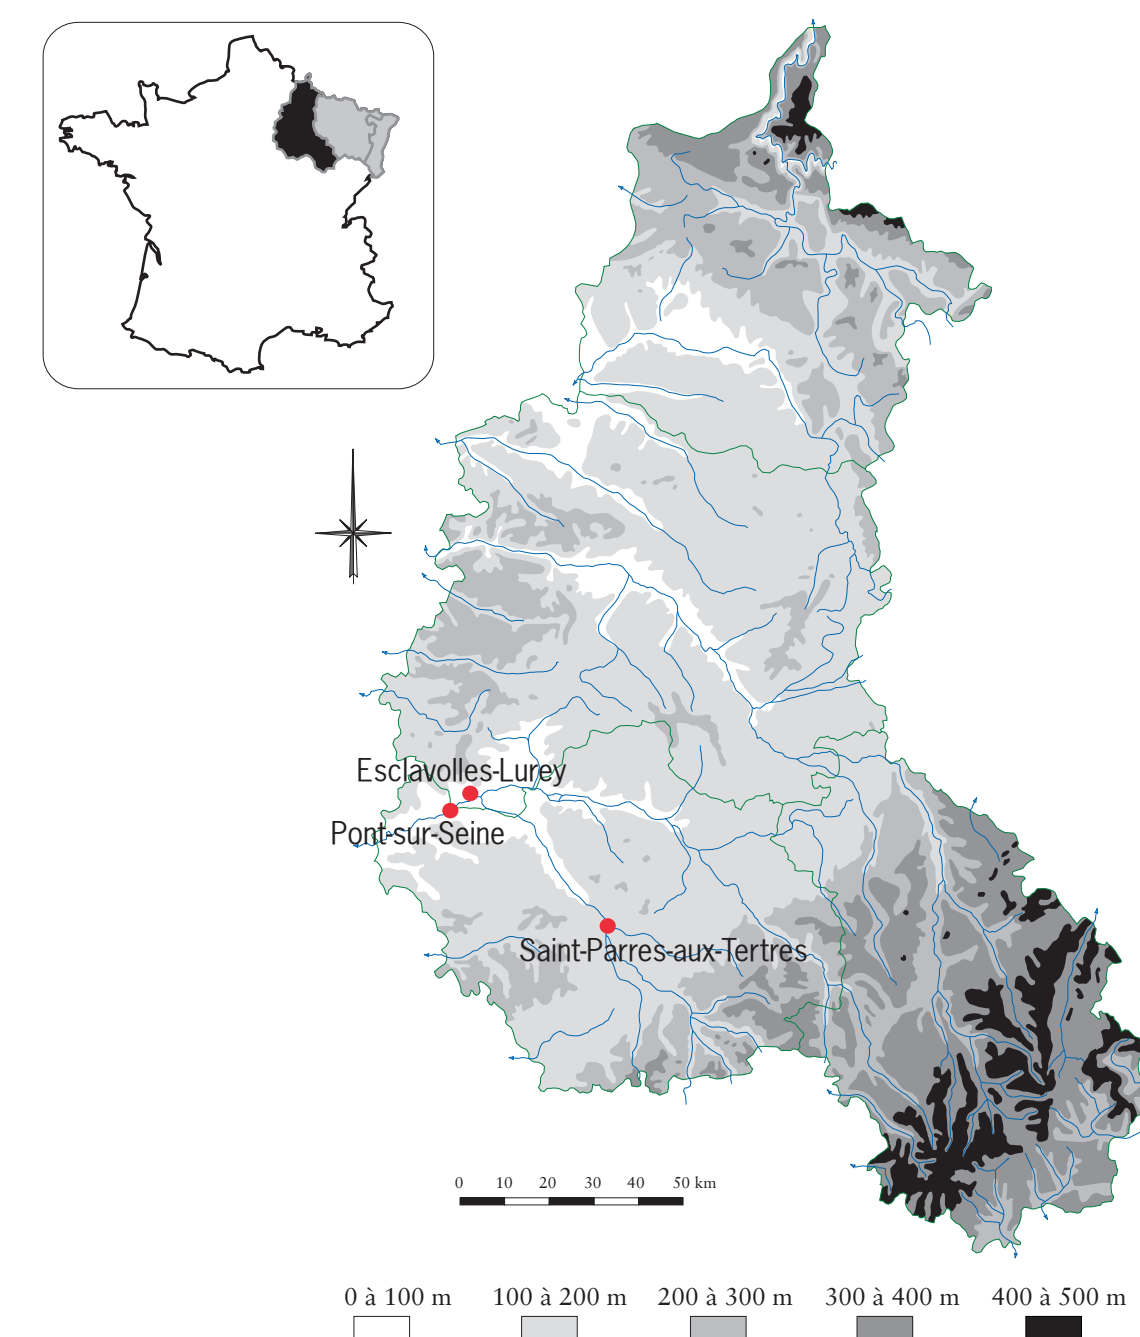 Esclavolles-Lurey
Pont-sur-Seine
Saint-Parres-aux-Tertres
0 10 20 30 40 50 km
0 à 100 m 100 à 200 m 200 à 300 m 300 à 400 m 400 à 500 m